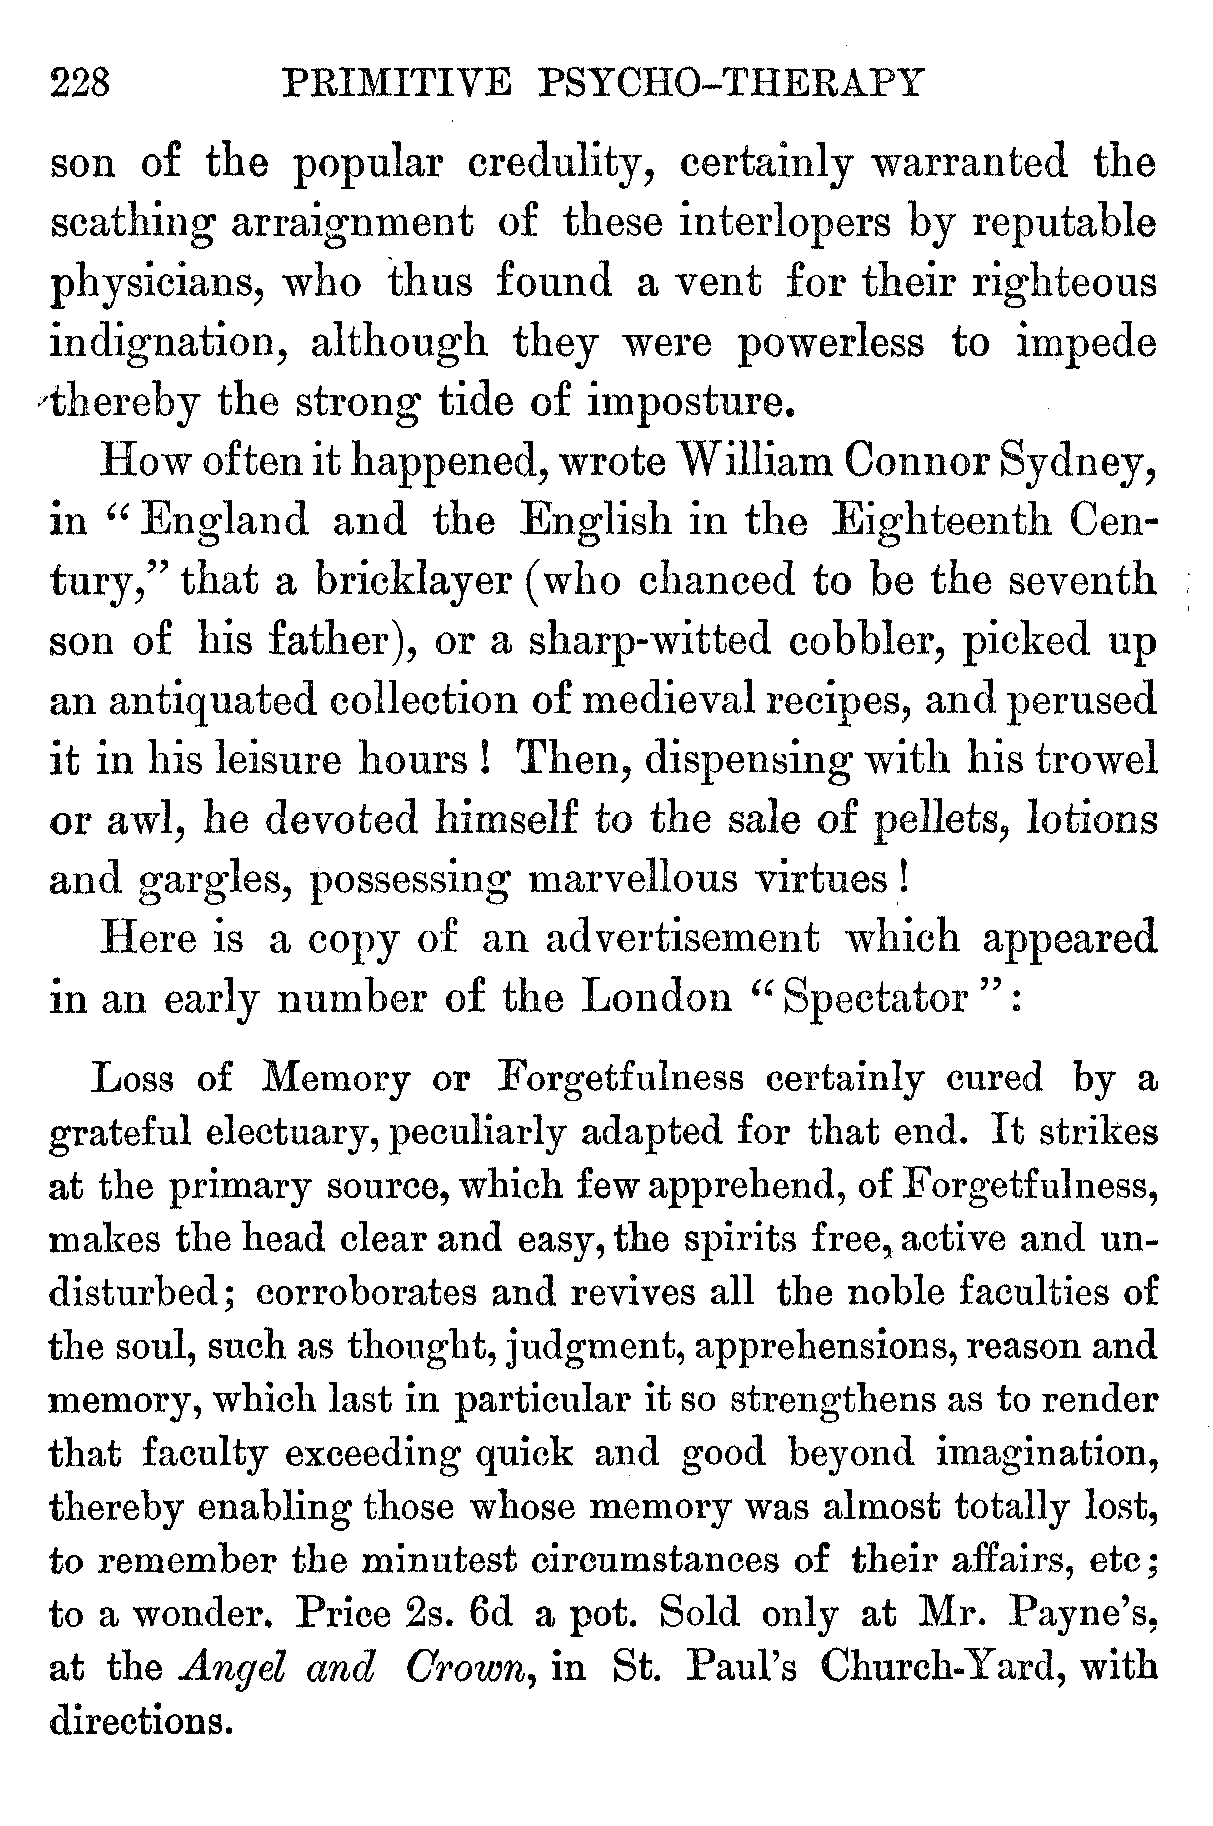 228 PRIMITIVE PSYCHO-THERAPY
son of the popular credulity, certainly warranted the
scathing arraignment of these interlopers by reputable
physicians, who thus found a vent for their righteous
indignation, although they were powerless to impede
thereby the strong tide of imposture.
How often it happened, wrote William Connor Sydney,
in “ England and the English in the Eighteenth Cen-
tury,” that a bricklayer (who chanced to be the seventh
son of his father), or a sharp-witted cobbler, picked up
an antiquated collection of medieval recipes, and perused
it in his leisure hours ! Then, dispensing with his trowel
or awl, he devoted himself to the sale of pellets, lotions
and gargles, possessing marvellous virtues !
Here is a copy of an advertisement which appeared
in an early number of the London “ Spectator ” :
Loss of Memory or Forgetfulness certainly cured by a
grateful electuary, peculiarly adapted for that end. It strikes
at the primary source, which few apprehend, of Forgetfulness,
makes the head clear and easy, the spirits free, active and un-
disturbed; corroborates and revives all the noble faculties of
the soul, such as thought, judgment, apprehensions, reason and
memory, which last in particular it so strengthens as to render
that faculty exceeding quick and good beyond imagination,
thereby enabling those whose memory was almost totally lost,
to remember the minutest circumstances of their affairs, etc;
to a wonder. Price 2s. 6d a pot. Sold only at Mr. Payne’s,
at the Angel and Crown, in St. Paul’s Church-Yard, with
directions.